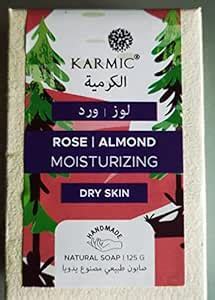 KARMIC®
الكرمية
لوز | ورد
ROSE | ALMOND
MOISTURIZING
DRY SKIN
HANDMADE
NATURAL SOAP | 125 G
صابون طبيعي مصنوع يدويا